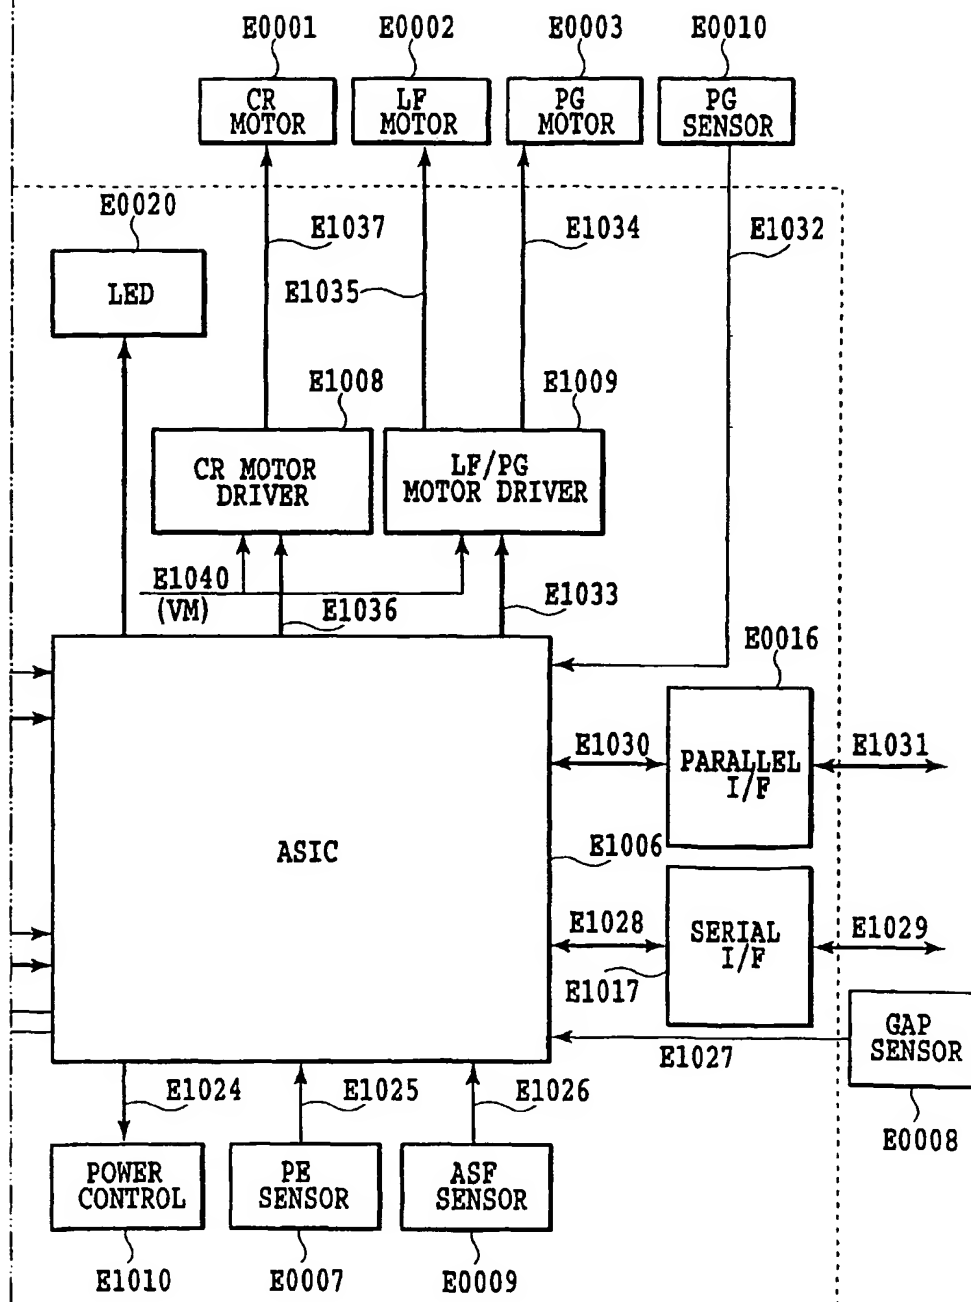 E0001
E0002
E0003
E0010
CR
MOTOR
LF
MOTOR
PG
MOTOR
PG
SENSOR
E0020
E1037
E1034
E1032
LED
E1035
E1008
E1009
CR MOTOR
DRIVER
LF/PG
MOTOR DRIVER
E1040
(VM)
E1036
E1033
E0016
E1030
PARALLEL
I/F
E1031
ASIC
E1006
E1028
SERIAL
I/F
E1029
E1017
E1027
GAP
SENSOR
E1024
E1025
E1026
E0008
POWER
CONTROL
PE
SENSOR
ASF
SENSOR
E1010
E0007
E0009